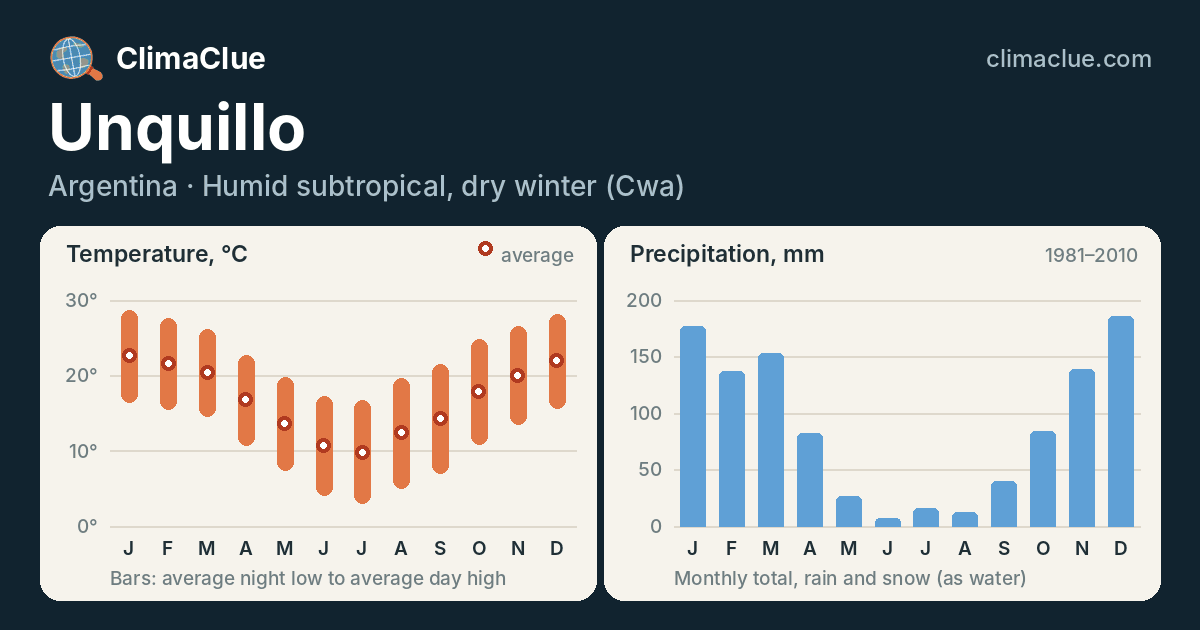 ClimaClue
climaclue.com
Unquillo
Argentina · Humid subtropical, dry winter (Cwa)
Temperature, °C
average
30°
20°
10°
0°
J F M A M J J A S O N D
Bars: average night low to average day high
Precipitation, mm
1981–2010
200
150
100
50
0
J F M A M J J A S O N D
Monthly total, rain and snow (as water)